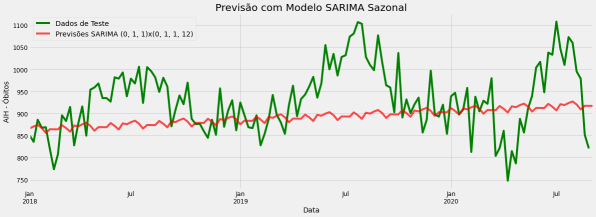 Previsão com Modelo SARIMA Sazonal
Dados de Teste
Previsões SARIMA (0, 1, 1)x(0, 1, 1, 12)
AIH - Óbitos
1100
1050
1000
950
900
850
800
750
Jan
2018
Jul
Jan
2019
Jul
Jan
2020
Jul
Data